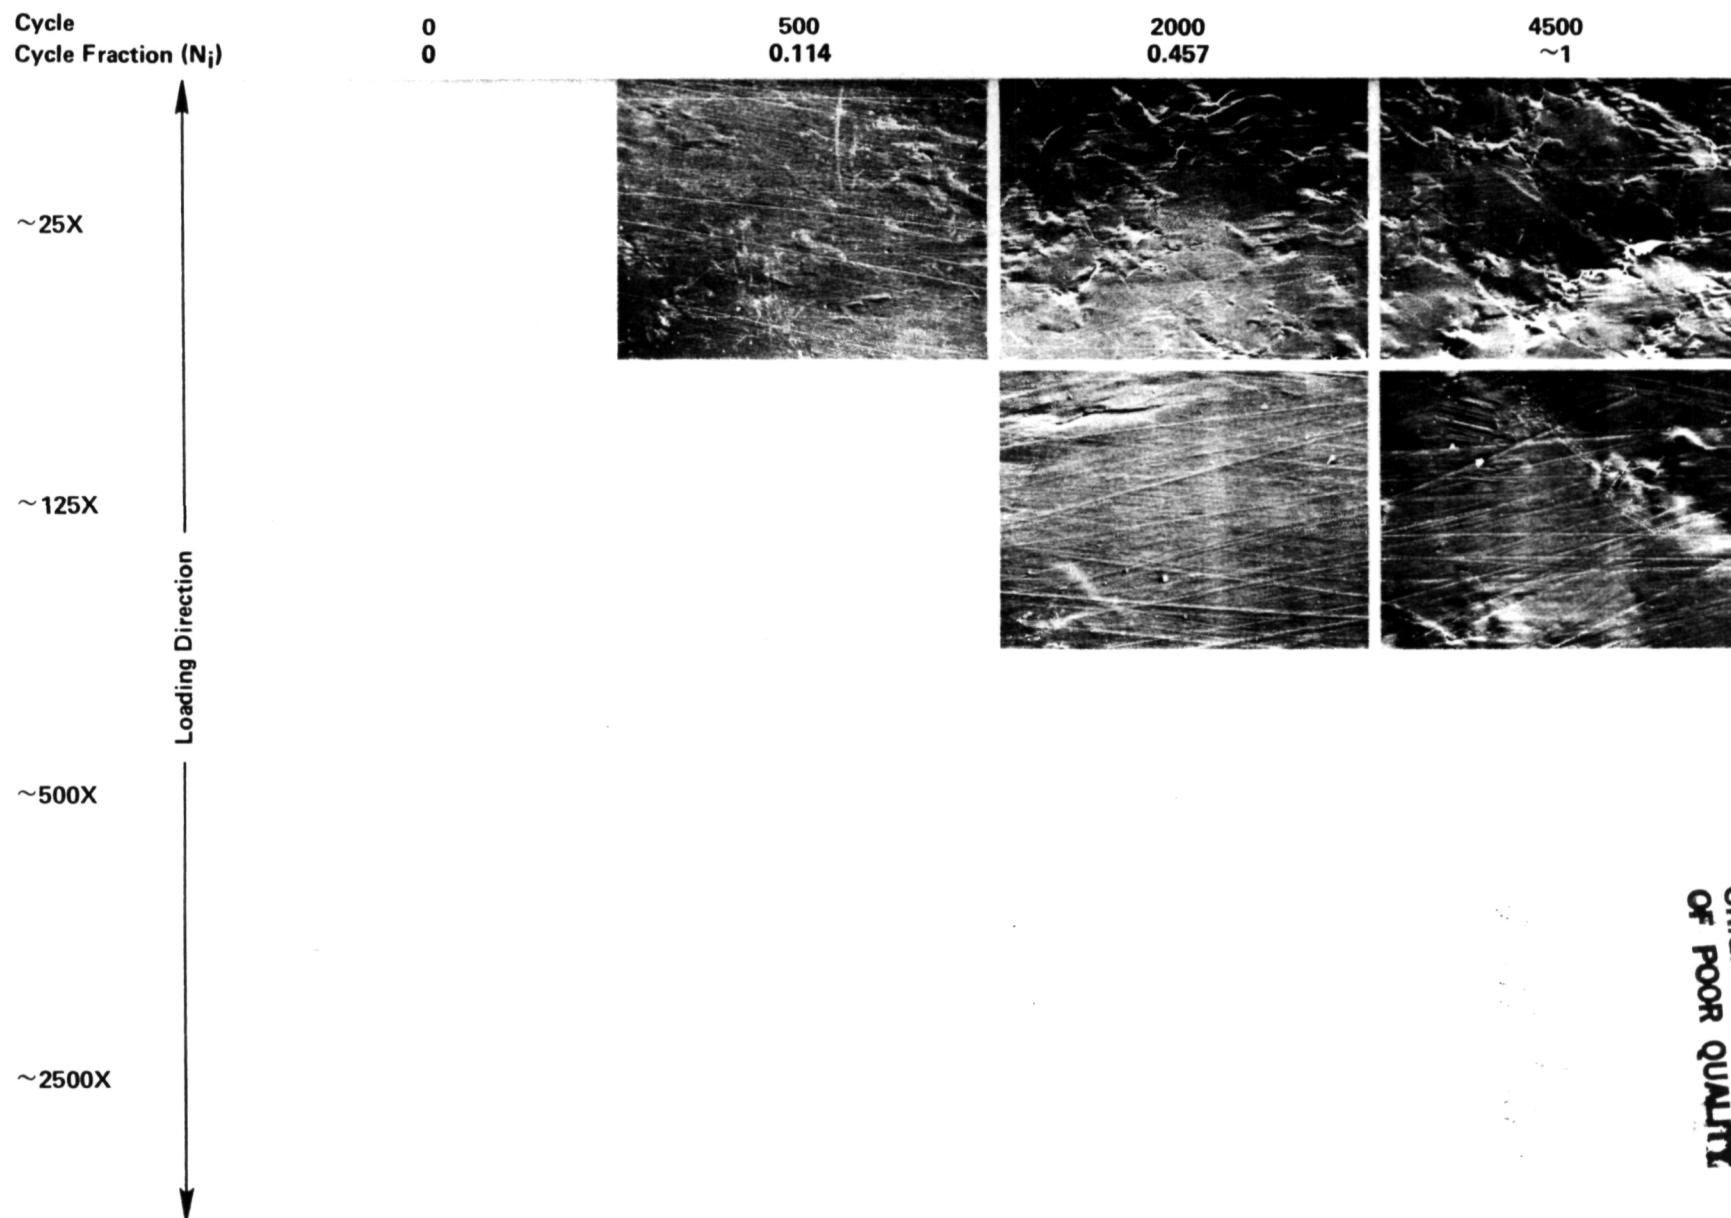 Cycle 0 500 2000 4500
Cycle Fraction (Ni) 0 0.114 0.457 ~1
~25X
~125X
Loading Direction
~500X
~2500X
OF POOR QUALITY